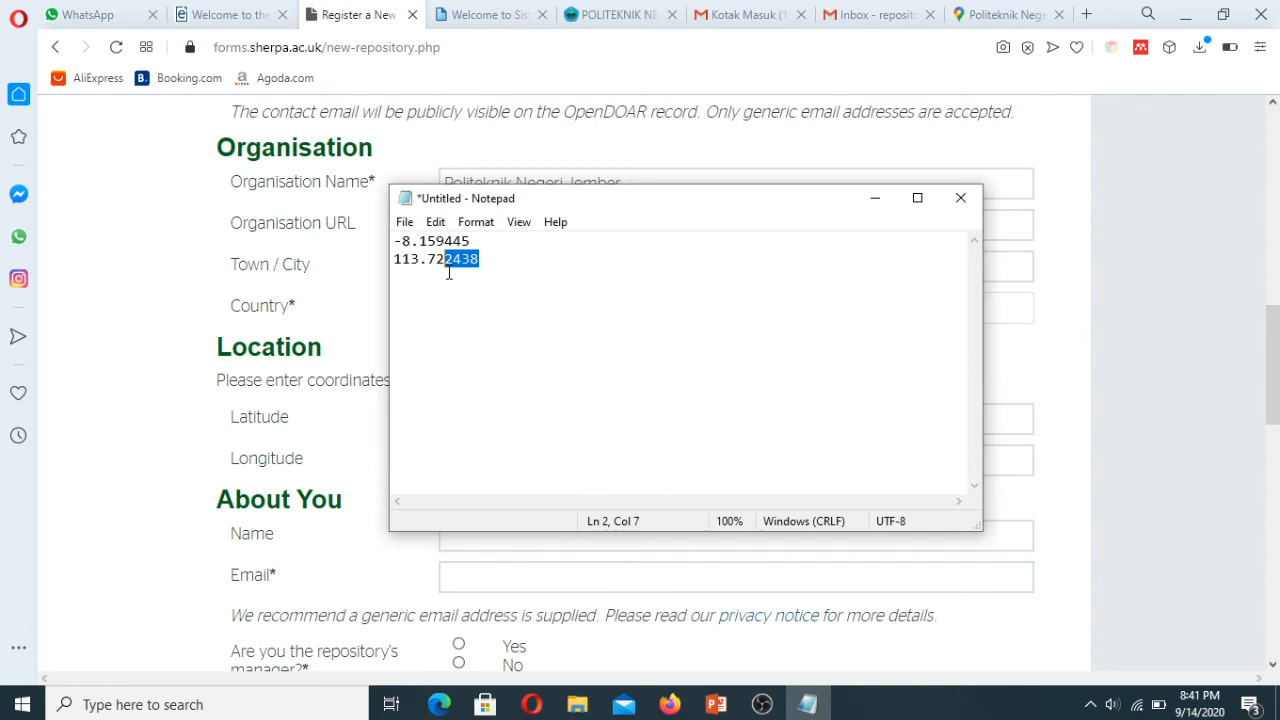 WhatsApp
Welcome to the
Register a New
Welcome to Sis
POLITEKNIK NE
Kotak Masuk (1
Inbox - reposito
Politeknik Nege
forms.sherpa.ac.uk/new-repository.php
AliExpress
B. Booking.com
a Agoda.com
The contact email wil be publicly visible on the OpenDOAR record. Only generic email addresses are accepted.
Organisation
Organisation Name*
Politeknik Negeri Jember
Organisation URL
Town / City
Country*
Location
Please enter coordinates
Latitude
Longitude
*Untitled - Notepad
File Edit Format View Help
-8.159445
113.722438
Ln 2, Col 7
100%
Windows (CRLF)
UTF-8
About You
Name
Email*
We recommend a generic email address is supplied. Please read our privacy notice for more details.
Are you the repository's
manager?*
Yes
No
Type here to search
8:41 PM
9/14/2020
3